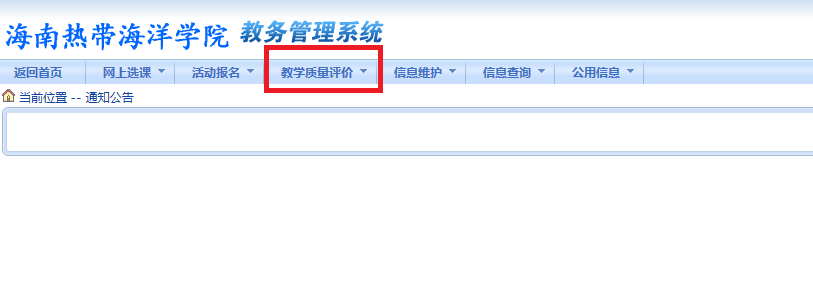 海南热带海洋学院 教务管理系统
返回首页 网上选课 活动报名 教学质量评价 信息维护 信息查询 公用信息
当前位置 -- 通知公告